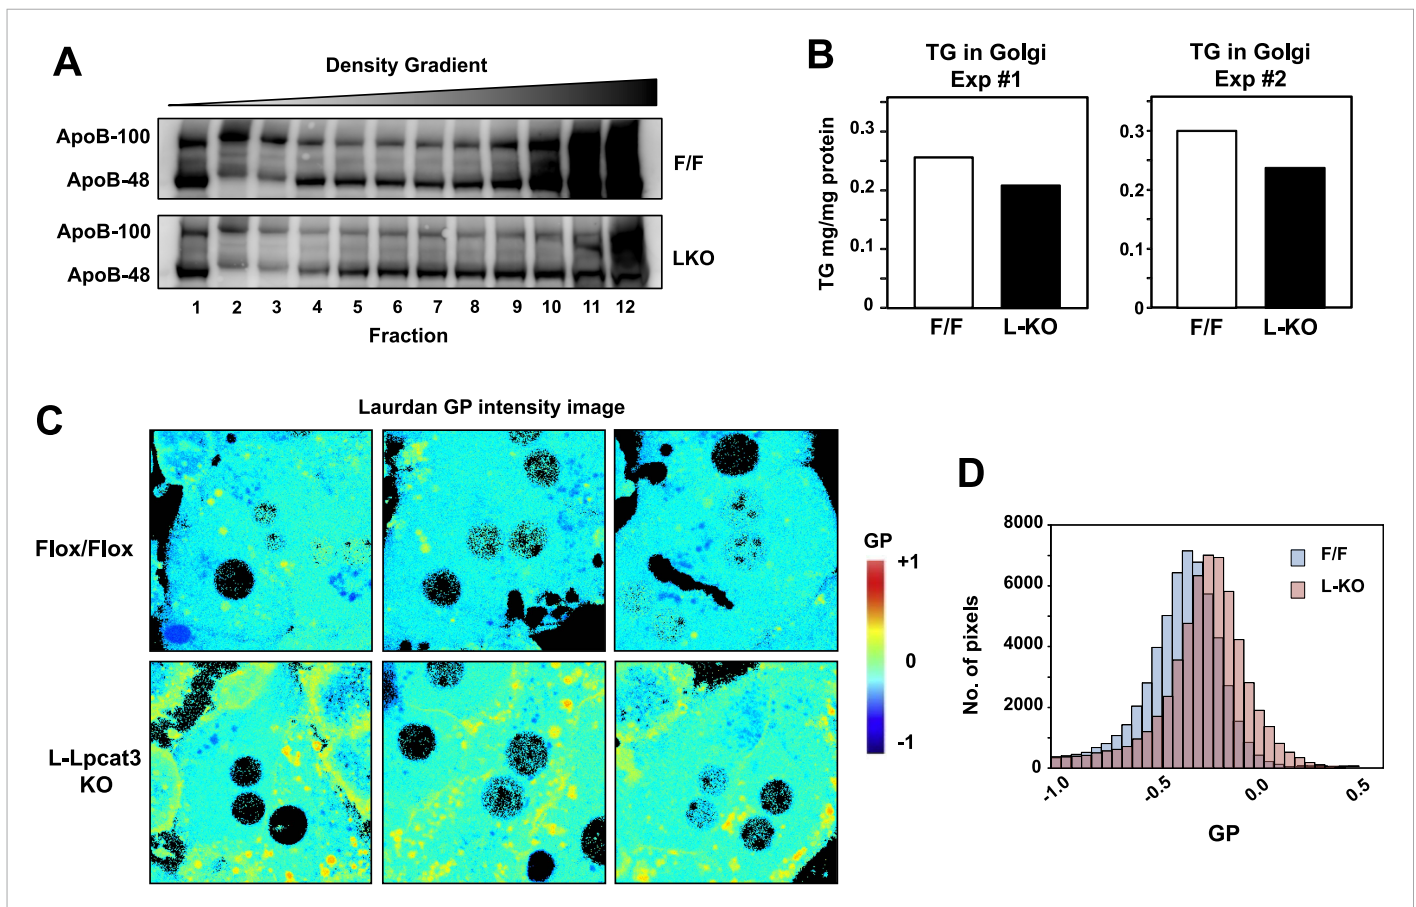 A
Density Gradient
ApoB-100
ApoB-48
F/F
ApoB-100
ApoB-48
LKO
1 2 3 4 5 6 7 8 9 10 11 12
Fraction
B
TG in Golgi
Exp #1
TG in Golgi
Exp #2
TG mg/mg protein
0.3
0.2
0.1
0
F/F L-KO
0.3
0.2
0.1
0
F/F L-KO
C
Laurdan GP intensity image
Flox/Flox
L-Lpcat3
KO
GP
+1
0
-1
D
No. of pixels
8000
6000
4000
2000
0
F/F
L-KO
-1.0 -0.5 0.0 0.5
GP